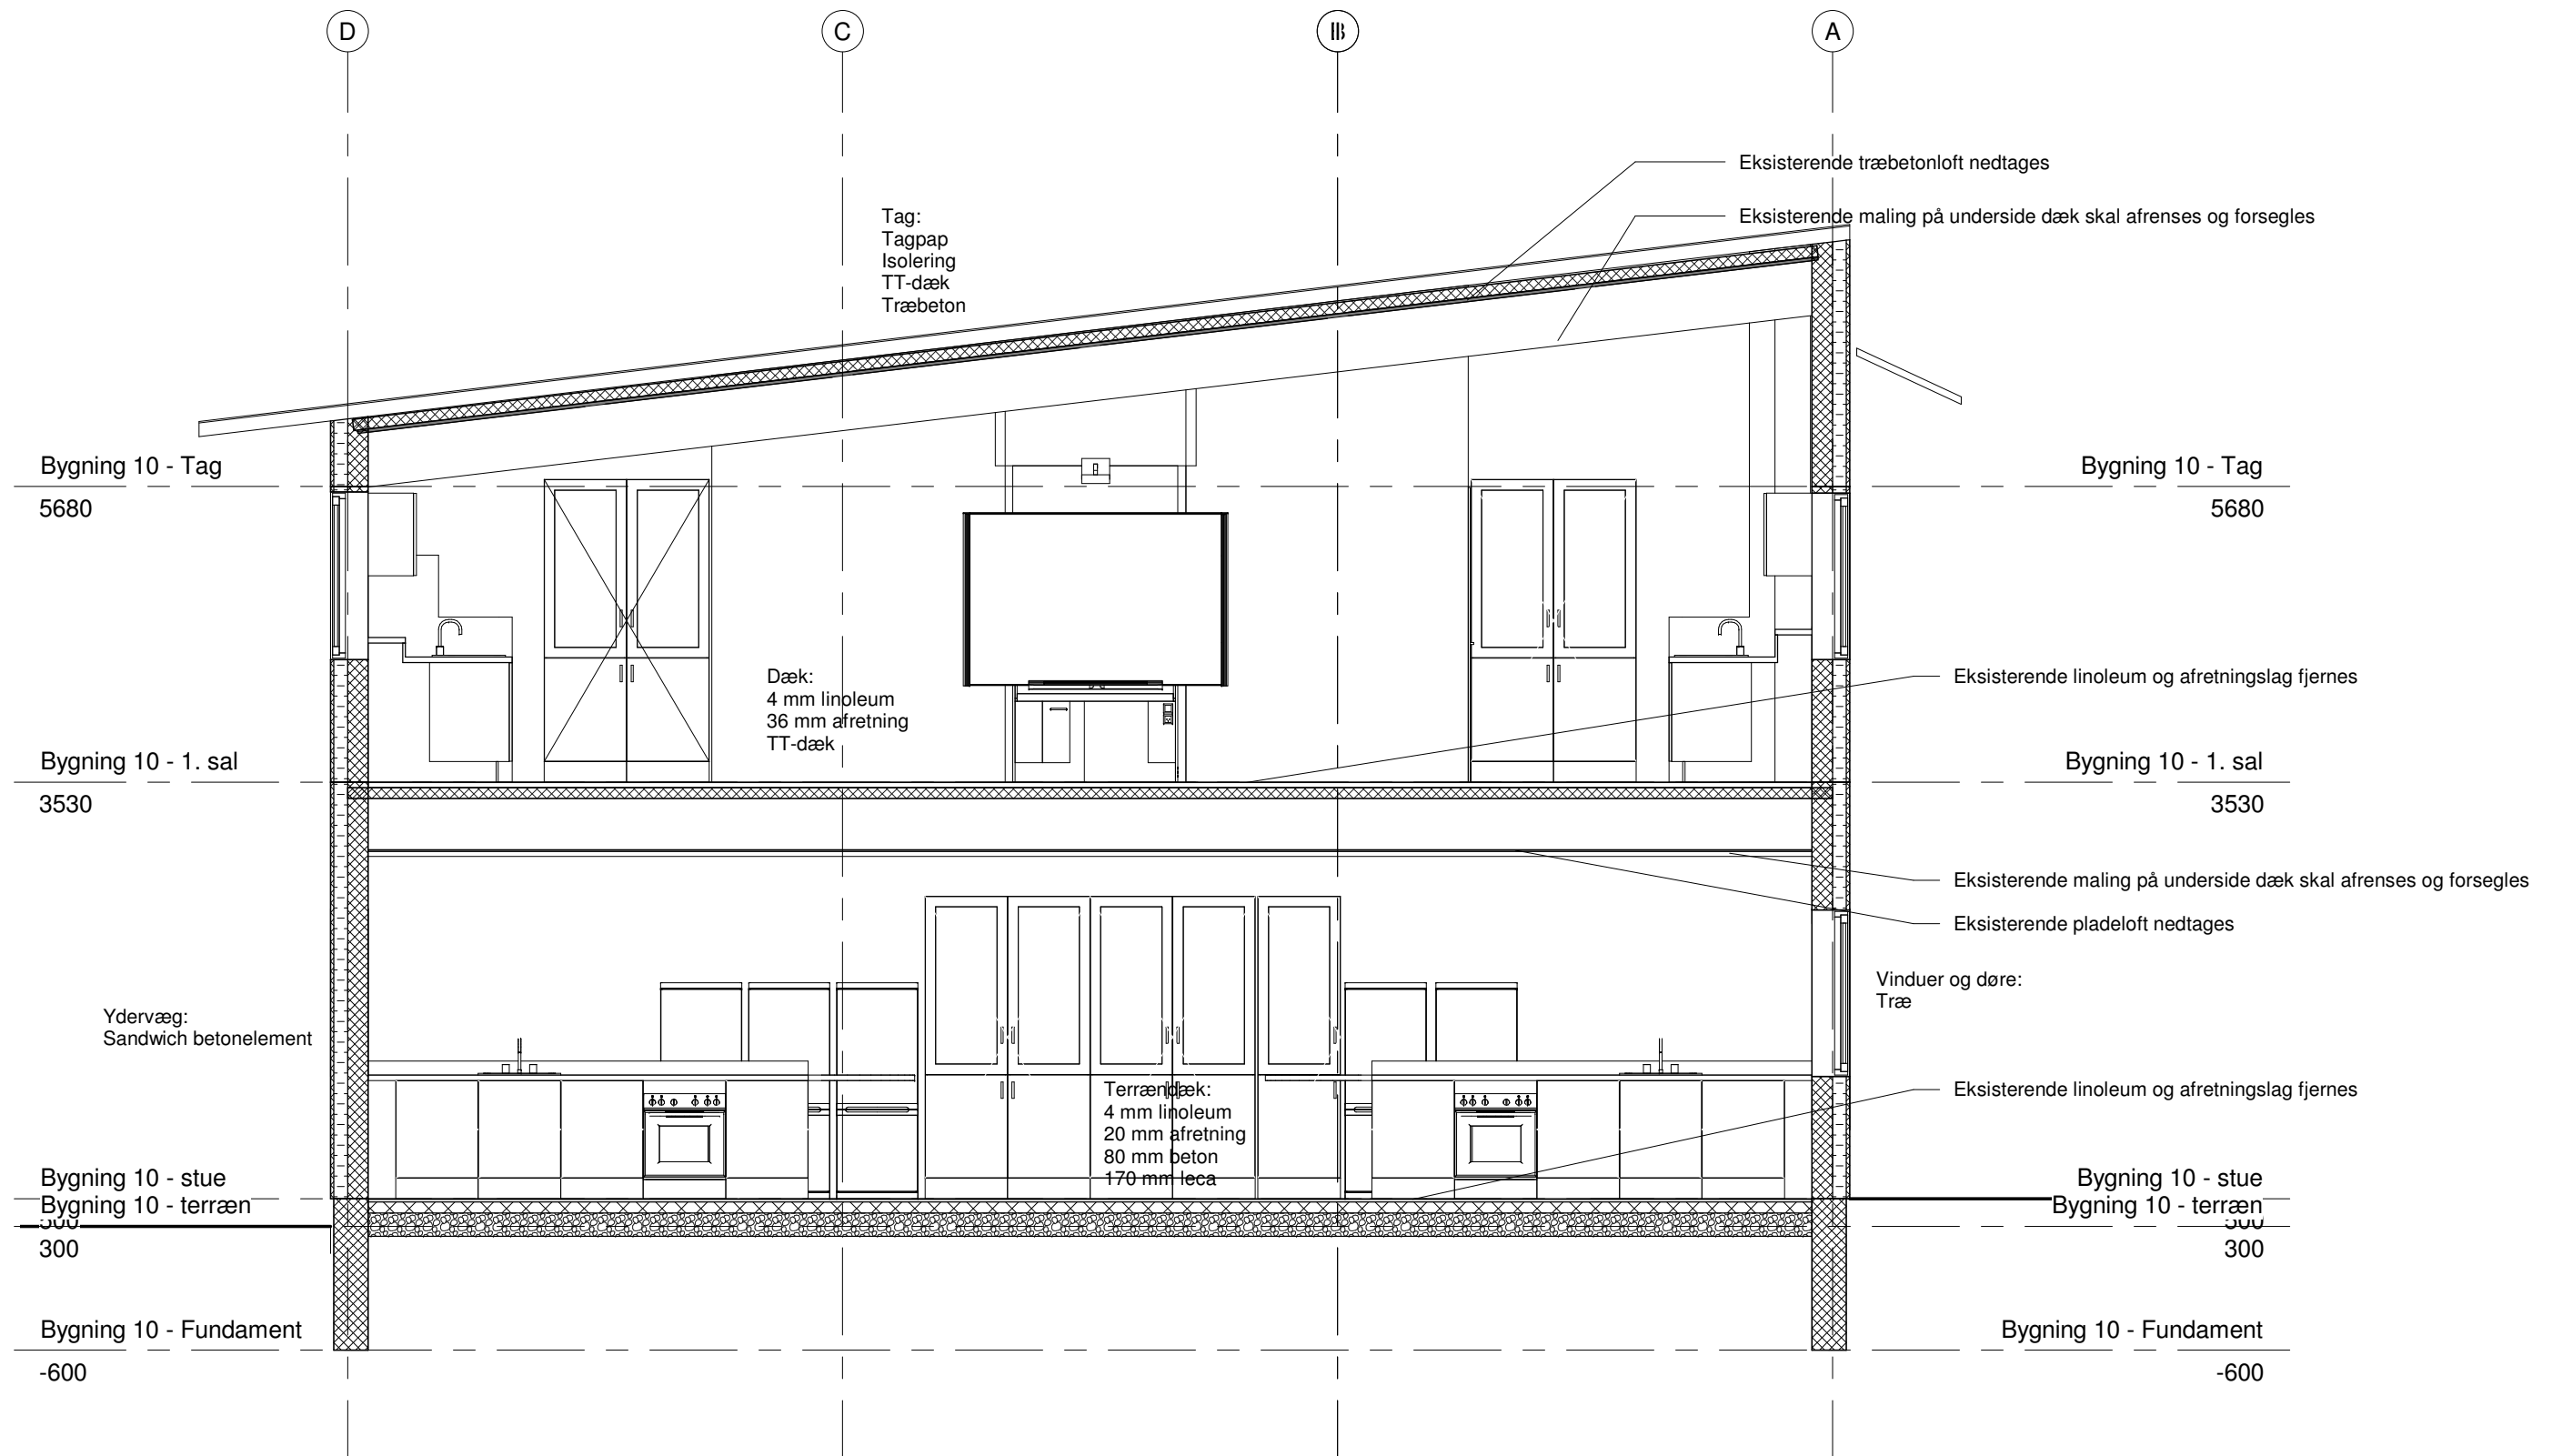 D
C
A
Eksisterende træbetonloft nedtages
Eksisterende maling på underside dæk skal afrenses og forsegles
Tag:
Tagpap
Isolering
TT-dæk
Træbeton
Bygning 10 - Tag
5680
Bygning 10 - Tag
5680
Dæk:
4 mm linoleum
36 mm afretning
TT-dæk
Eksisterende linoleum og afretningslag fjernes
Bygning 10 - 1. sal
3530
Bygning 10 - 1. sal
3530
Eksisterende maling på underside dæk skal afrenses og forsegles
Eksisterende pladeloft nedtages
Vinduer og døre:
Træ
Ydervæg:
Sandwich betonelement
Terrændæk:
4 mm linoleum
20 mm afretning
80 mm beton
170 mm leca
Eksisterende linoleum og afretningslag fjernes
Bygning 10 - stue
Bygning 10 - terræn
300
Bygning 10 - stue
Bygning 10 - terræn
300
Bygning 10 - Fundament
-600
Bygning 10 - Fundament
-600